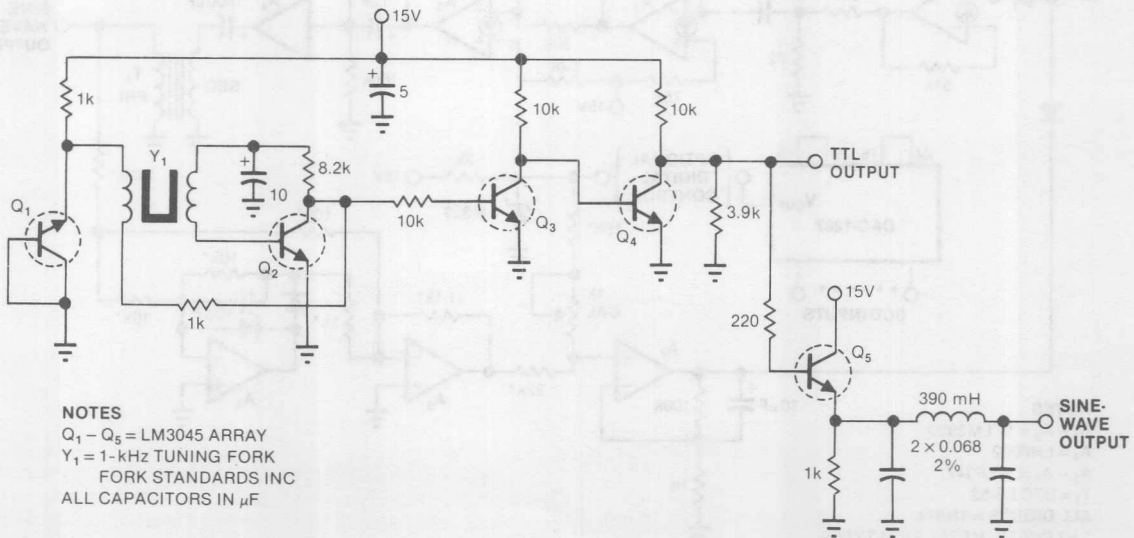 15V
1k
+
5
10k
10k
Y₁
+
10
8.2k
Q₁
Q₂
10k
Q₃
Q₄
3.9k
TTL
OUTPUT
1k
220
15V
Q₅
390 mH
2 × 0.068
2%
1k
SINE-
WAVE
OUTPUT
NOTES
Q₁ – Q₅ = LM3045 ARRAY
Y₁ = 1-kHz TUNING FORK
FORK STANDARDS INC
ALL CAPACITORS IN μF